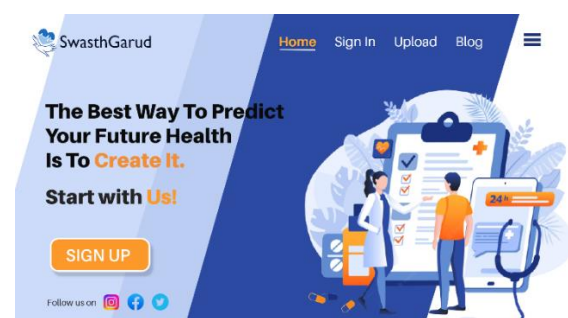 SwasthGarud
Home Sign In Upload Blog
The Best Way To Predict
Your Future Health
Is To Create It.
Start with Us!
24 h
SIGN UP
Follow us on